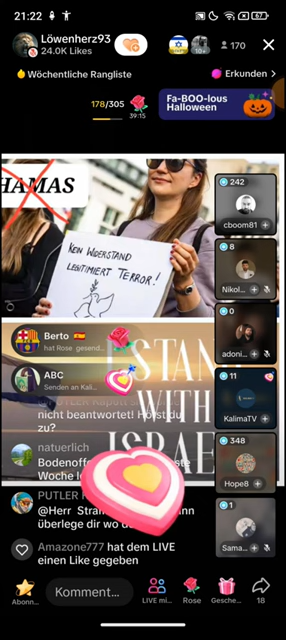 21:22
67
Löwenherz93
24.0K Likes
10+
170
Wöchentliche Rangliste
Erkunden >
178/305
39:15
Fa-BOO-lous
Halloween
HAMAS
KEIN WIDERSTAND
LEGITIMIERT TERROR!
242
cboom81
8
Nikol...
0
adoni...
11
KalimaTV
348
Hope8
1
Sama...
Berto
hat Rose gesend...
ABC
Senden an Kali...
I STAND
WITH
ISRAEL
nicht beantwortet! Hörst du
zu?
natuerlich
Woche
PUTLER
@Herr
überlege dir wo
Amazone777 hat dem LIVE
einen Like gegeben
Abonn...
Komment...
LIVE mi...
Rose
Gesche...
18